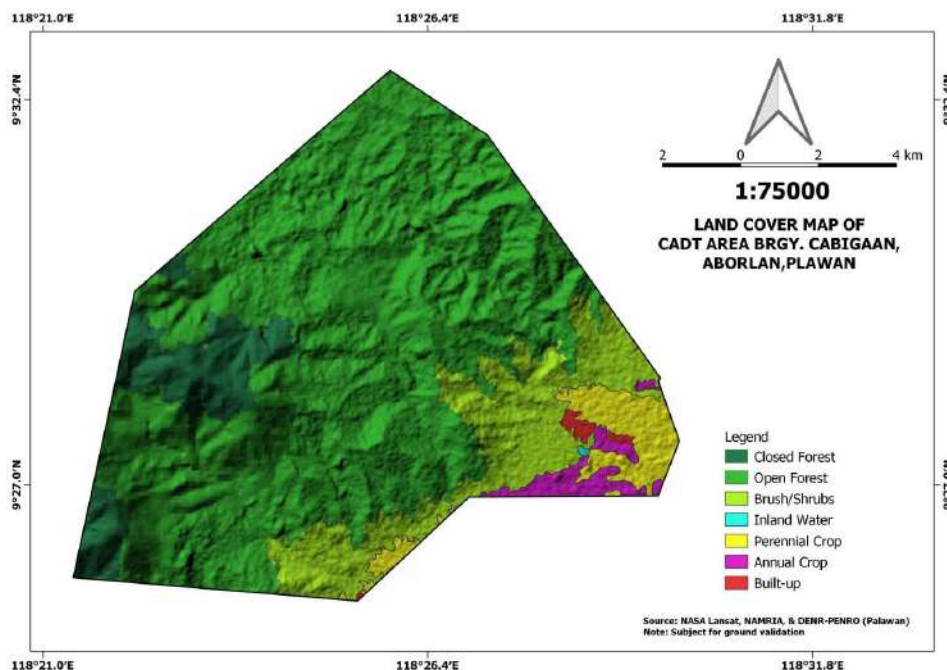 118°21.0'E 118°26.4'E 118°31.8'E
9°32.4'N
2 0 2 4 km
1:75000
LAND COVER MAP OF
CADT AREA BRGY. CABIGAAN,
ABORLAN,PLAWAN
Legend
Closed Forest
Open Forest
Brush/Shrubs
Inland Water
Perennial Crop
Annual Crop
Built-up
9°27.0'N
Source: NASA Lansat, NAMRIA, & DENR-PENRO (Palawan)
Note: Subject for ground validation
118°21.0'E 118°26.4'E 118°31.8'E